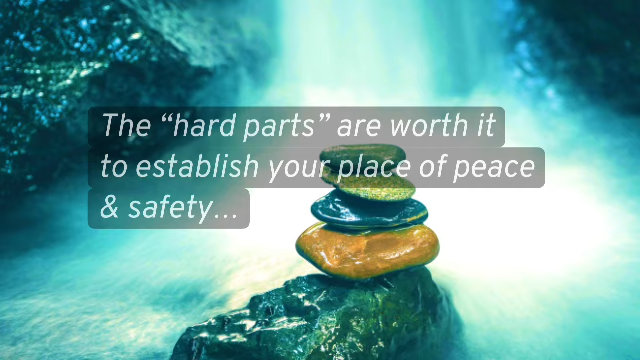 The “hard parts” are worth it
to establish your place of peace
& safety...